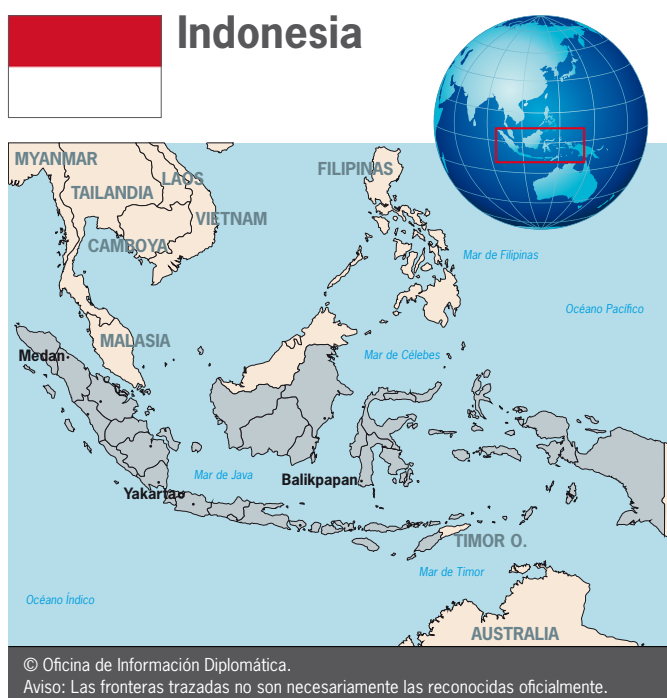 Indonesia
MYANMAR
LAOS
TAILANDIA
FILIPINAS
VIETNAM
CAMBOYA
Mar de Filipinas
Océano Pacífico
MALASIA
Medan
Mar de Célebes
Mar de Java
Balikpapan
Yakarta
TIMOR O.
Mar de Timor
Océano Índico
AUSTRALIA
© Oficina de Información Diplomática.
Aviso: Las fronteras trazadas no son necesariamente las reconocidas oficialmente.